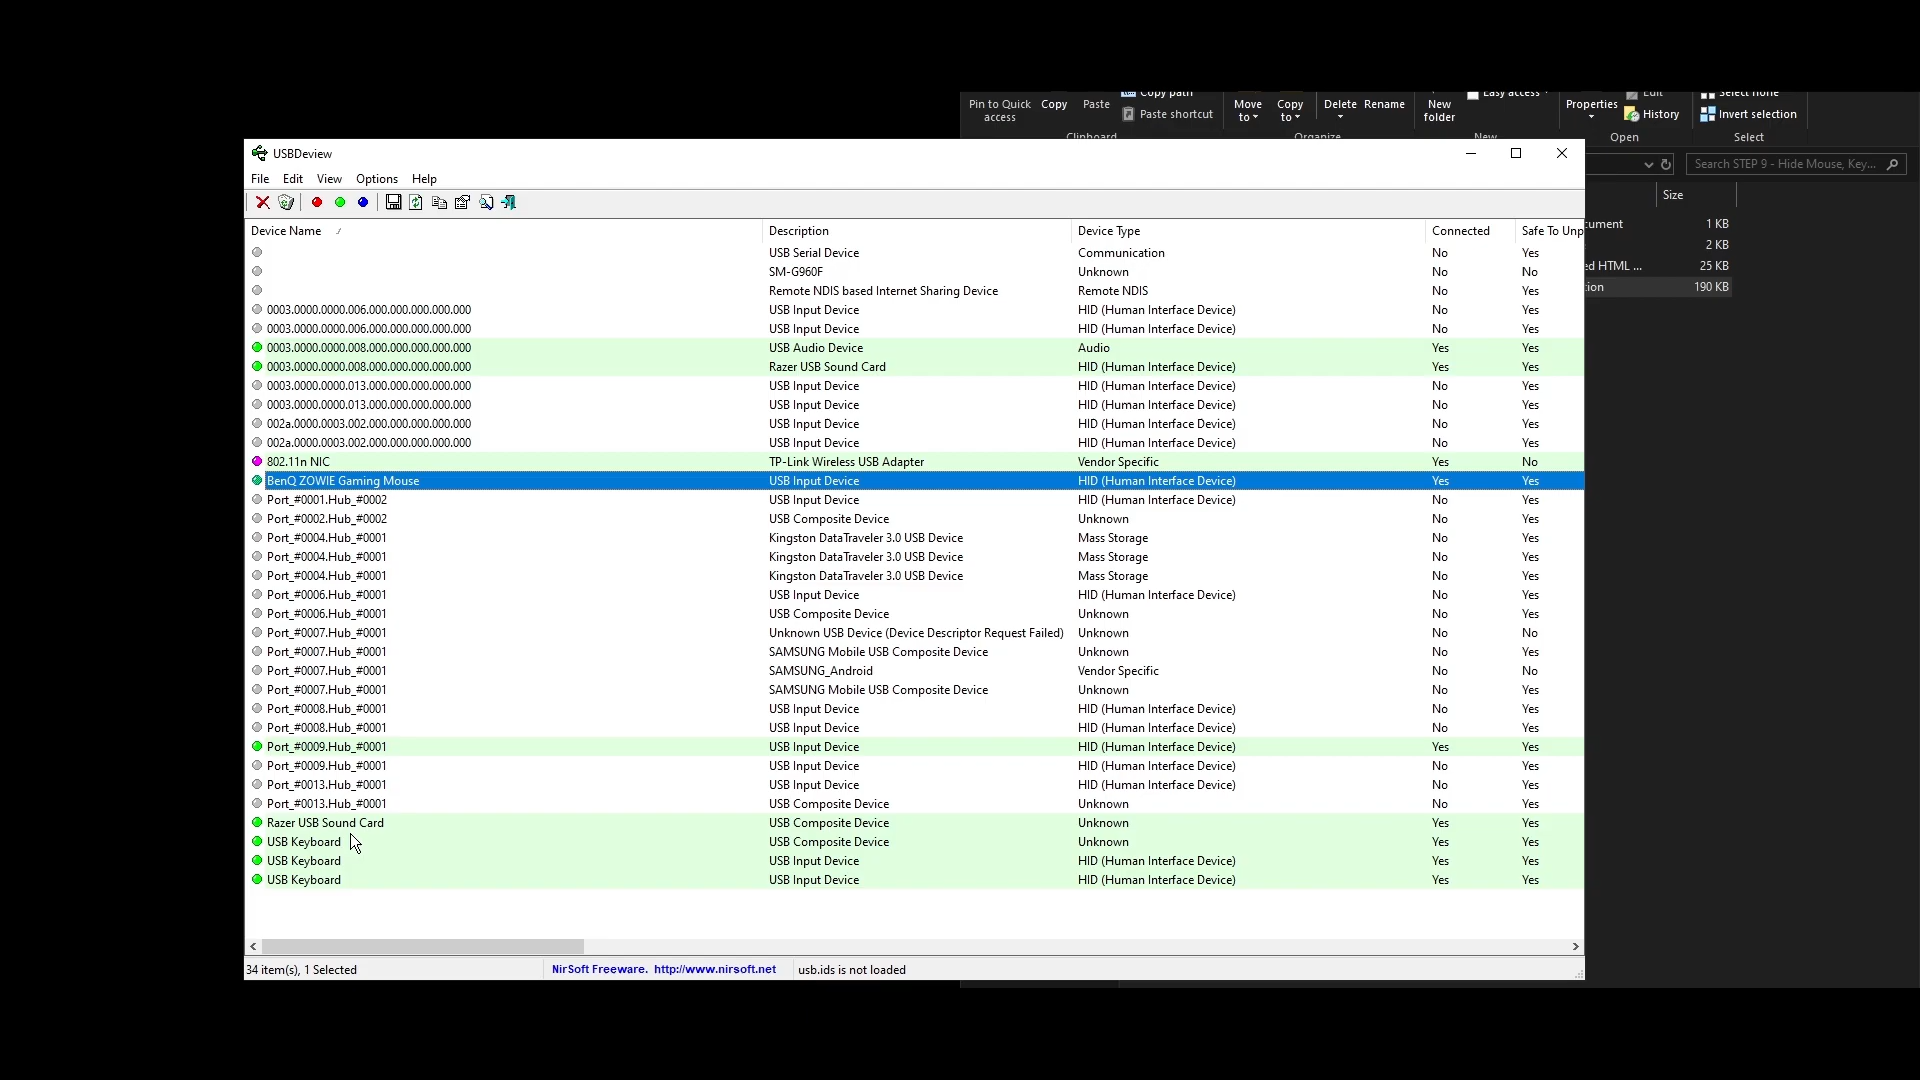 Copy path Easy access Edit Select none
Pin to Quick access Copy Paste Paste shortcut Move to Copy to Delete Rename New folder Properties History Invert selection
Clipboard Organize New Open Select
USBDeview
Search STEP 9 - Hide Mouse, Key...
File Edit View Options Help
Size
Device Name Description Device Type Connected Safe To Unp
USB Serial Device Communication No Yes
SM-G960F Unknown No No
Remote NDIS based Internet Sharing Device Remote NDIS No Yes
0003.0000.0000.006.000.000.000.000.000 USB Input Device HID (Human Interface Device) No Yes
0003.0000.0000.006.000.000.000.000.000 USB Input Device HID (Human Interface Device) No Yes
0003.0000.0000.008.000.000.000.000.000 USB Audio Device Audio Yes Yes
0003.0000.0000.008.000.000.000.000.000 Razer USB Sound Card HID (Human Interface Device) Yes Yes
0003.0000.0000.013.000.000.000.000.000 USB Input Device HID (Human Interface Device) No Yes
0003.0000.0000.013.000.000.000.000.000 USB Input Device HID (Human Interface Device) No Yes
002a.0000.0003.002.000.000.000.000.000 USB Input Device HID (Human Interface Device) No Yes
002a.0000.0003.002.000.000.000.000.000 USB Input Device HID (Human Interface Device) No Yes
802.11n NIC TP-Link Wireless USB Adapter Vendor Specific Yes No
BenQ ZOWIE Gaming Mouse USB Input Device HID (Human Interface Device) Yes Yes
Port_#0001.Hub_#0002 USB Input Device HID (Human Interface Device) No Yes
Port_#0002.Hub_#0002 USB Composite Device Unknown No Yes
Port_#0004.Hub_#0001 Kingston DataTraveler 3.0 USB Device Mass Storage No Yes
Port_#0004.Hub_#0001 Kingston DataTraveler 3.0 USB Device Mass Storage No Yes
Port_#0004.Hub_#0001 Kingston DataTraveler 3.0 USB Device Mass Storage No Yes
Port_#0006.Hub_#0001 USB Input Device HID (Human Interface Device) No Yes
Port_#0006.Hub_#0001 USB Composite Device Unknown No Yes
Port_#0007.Hub_#0001 Unknown USB Device (Device Descriptor Request Failed) Unknown No No
Port_#0007.Hub_#0001 SAMSUNG Mobile USB Composite Device Unknown No Yes
Port_#0007.Hub_#0001 SAMSUNG_Android Vendor Specific No No
Port_#0007.Hub_#0001 SAMSUNG Mobile USB Composite Device Unknown No Yes
Port_#0008.Hub_#0001 USB Input Device HID (Human Interface Device) No Yes
Port_#0008.Hub_#0001 USB Input Device HID (Human Interface Device) No Yes
Port_#0009.Hub_#0001 USB Input Device HID (Human Interface Device) Yes Yes
Port_#0009.Hub_#0001 USB Input Device HID (Human Interface Device) No Yes
Port_#0013.Hub_#0001 USB Input Device HID (Human Interface Device) No Yes
Port_#0013.Hub_#0001 USB Composite Device Unknown No Yes
Razer USB Sound Card USB Composite Device Unknown Yes Yes
USB Keyboard USB Composite Device Unknown Yes Yes
USB Keyboard USB Input Device HID (Human Interface Device) Yes Yes
USB Keyboard USB Input Device HID (Human Interface Device) Yes Yes
cument 1 KB
2 KB
ed HTML ... 25 KB
tion 190 KB
34 item(s), 1 Selected NirSoft Freeware. http://www.nirsoft.net usb.ids is not loaded